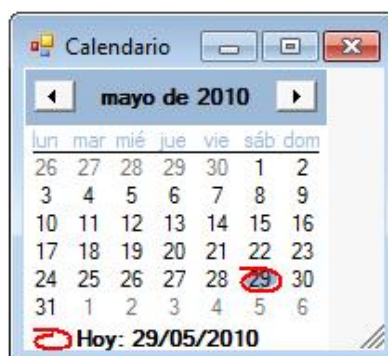 Calendario
mayo de 2010
lun mar mié jue vie sáb dom
26 27 28 29 30 1 2
3 4 5 6 7 8 9
10 11 12 13 14 15 16
17 18 19 20 21 22 23
24 25 26 27 28 29 30
31 1 2 3 4 5 6
Hoy: 29/05/2010